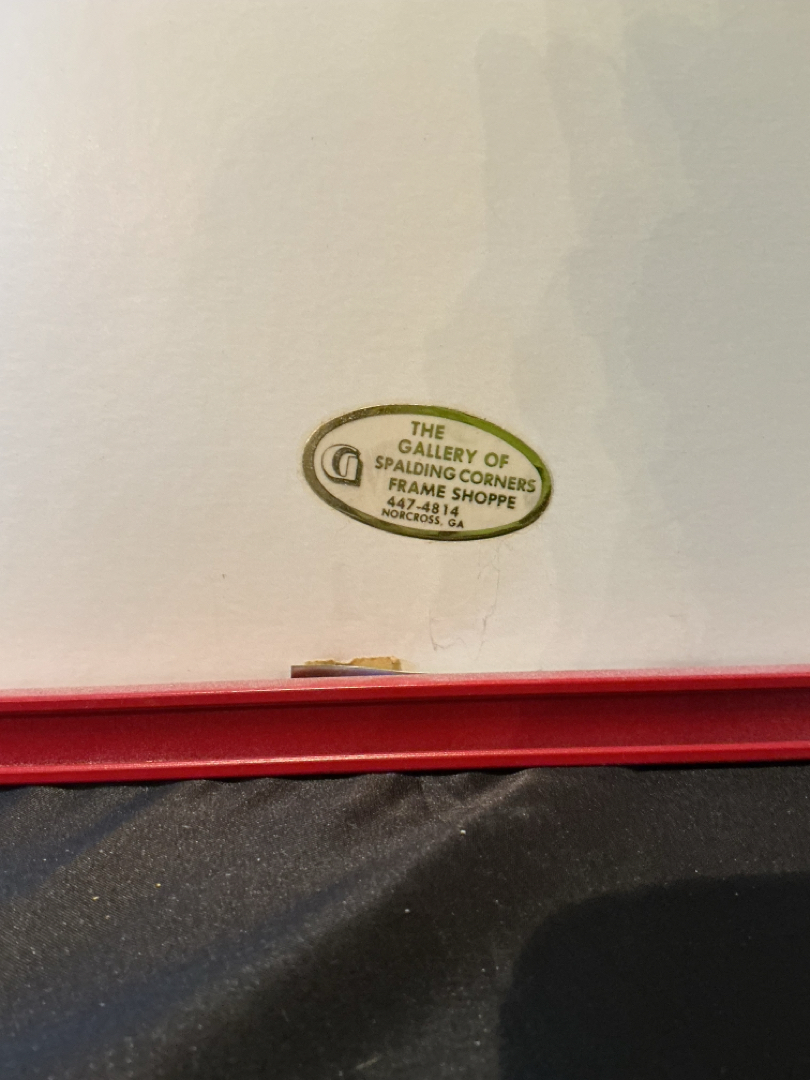 THE
GALLERY OF
SPALDING CORNERS
FRAME SHOPPE
447-4814
NORCROSS, GA